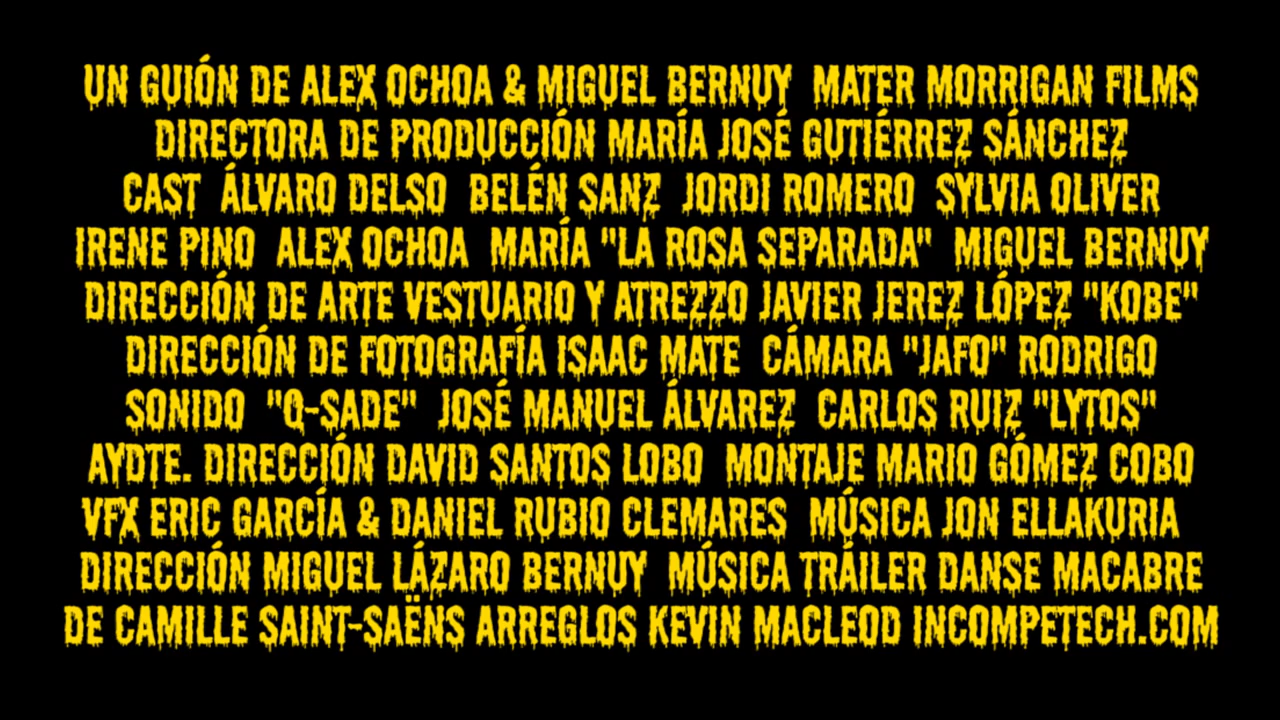 UN GUIÓN DE ALEX OCHOA & MIGUEL BERNUY MATER MORRIGAN FILMS
DIRECTORA DE PRODUCCIÓN MARÍA JOSÉ GUTIÉRREZ SÁNCHEZ
CAST ÁLVARO DELSO BELÉN SANZ JORDI ROMERO SYLVIA OLIVER
IRENE PINO ALEX OCHOA MARÍA "LA ROSA SEPARADA" MIGUEL BERNUY
DIRECCIÓN DE ARTE VESTUARIO Y ATREZZO JAVIER JEREZ LÓPEZ "KOBE"
DIRECCIÓN DE FOTOGRAFÍA ISAAC MATE CÁMARA "JAFO" RODRIGO
SONIDO "Q-SADE" JOSÉ MANUEL ÁLVAREZ CARLOS RUIZ "LYTOS"
AYDTE. DIRECCIÓN DAVID SANTOS LOBO MONTAJE MARIO GÓMEZ COBO
VFX ERIC GARCÍA & DANIEL RUBIO CLEMARES MÚSICA JON ELLAKURIA
DIRECCIÓN MIGUEL LÁZARO BERNUY MÚSICA TRÁILER DANSE MACABRE
DE CAMILLE SAINT-SAËNS ARREGLOS KEVIN MACLEOD INCOMPETECH.COM